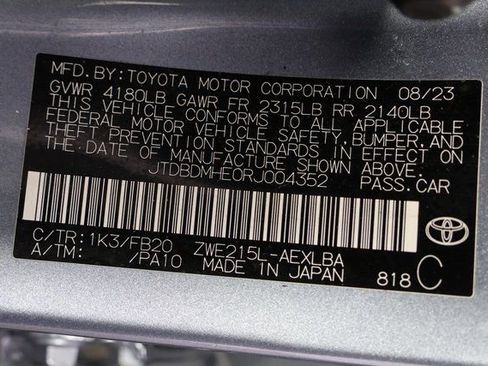 MFD.BY:TOYOTA MOTOR CORPORATION 08/23
GVWR 4180LB GAWR FR 2315LB RR 2140LB
THIS VEHICLE CONFORMS TO ALL APPLICABLE
FEDERAL MOTOR VEHICLE SAFETY,BUMPER,AND
THEFT PREVENTION STANDARDS IN EFFECT ON
THE DATE OF MANUFACTURE SHOWN ABOVE.
JTDBDMHE0RJ004352 PASS.CAR
C/TR:1K3/FB20 ZWE215L-AEXLBA
A/TM: /PA10 MADE IN JAPAN 818 C
TOYOTA